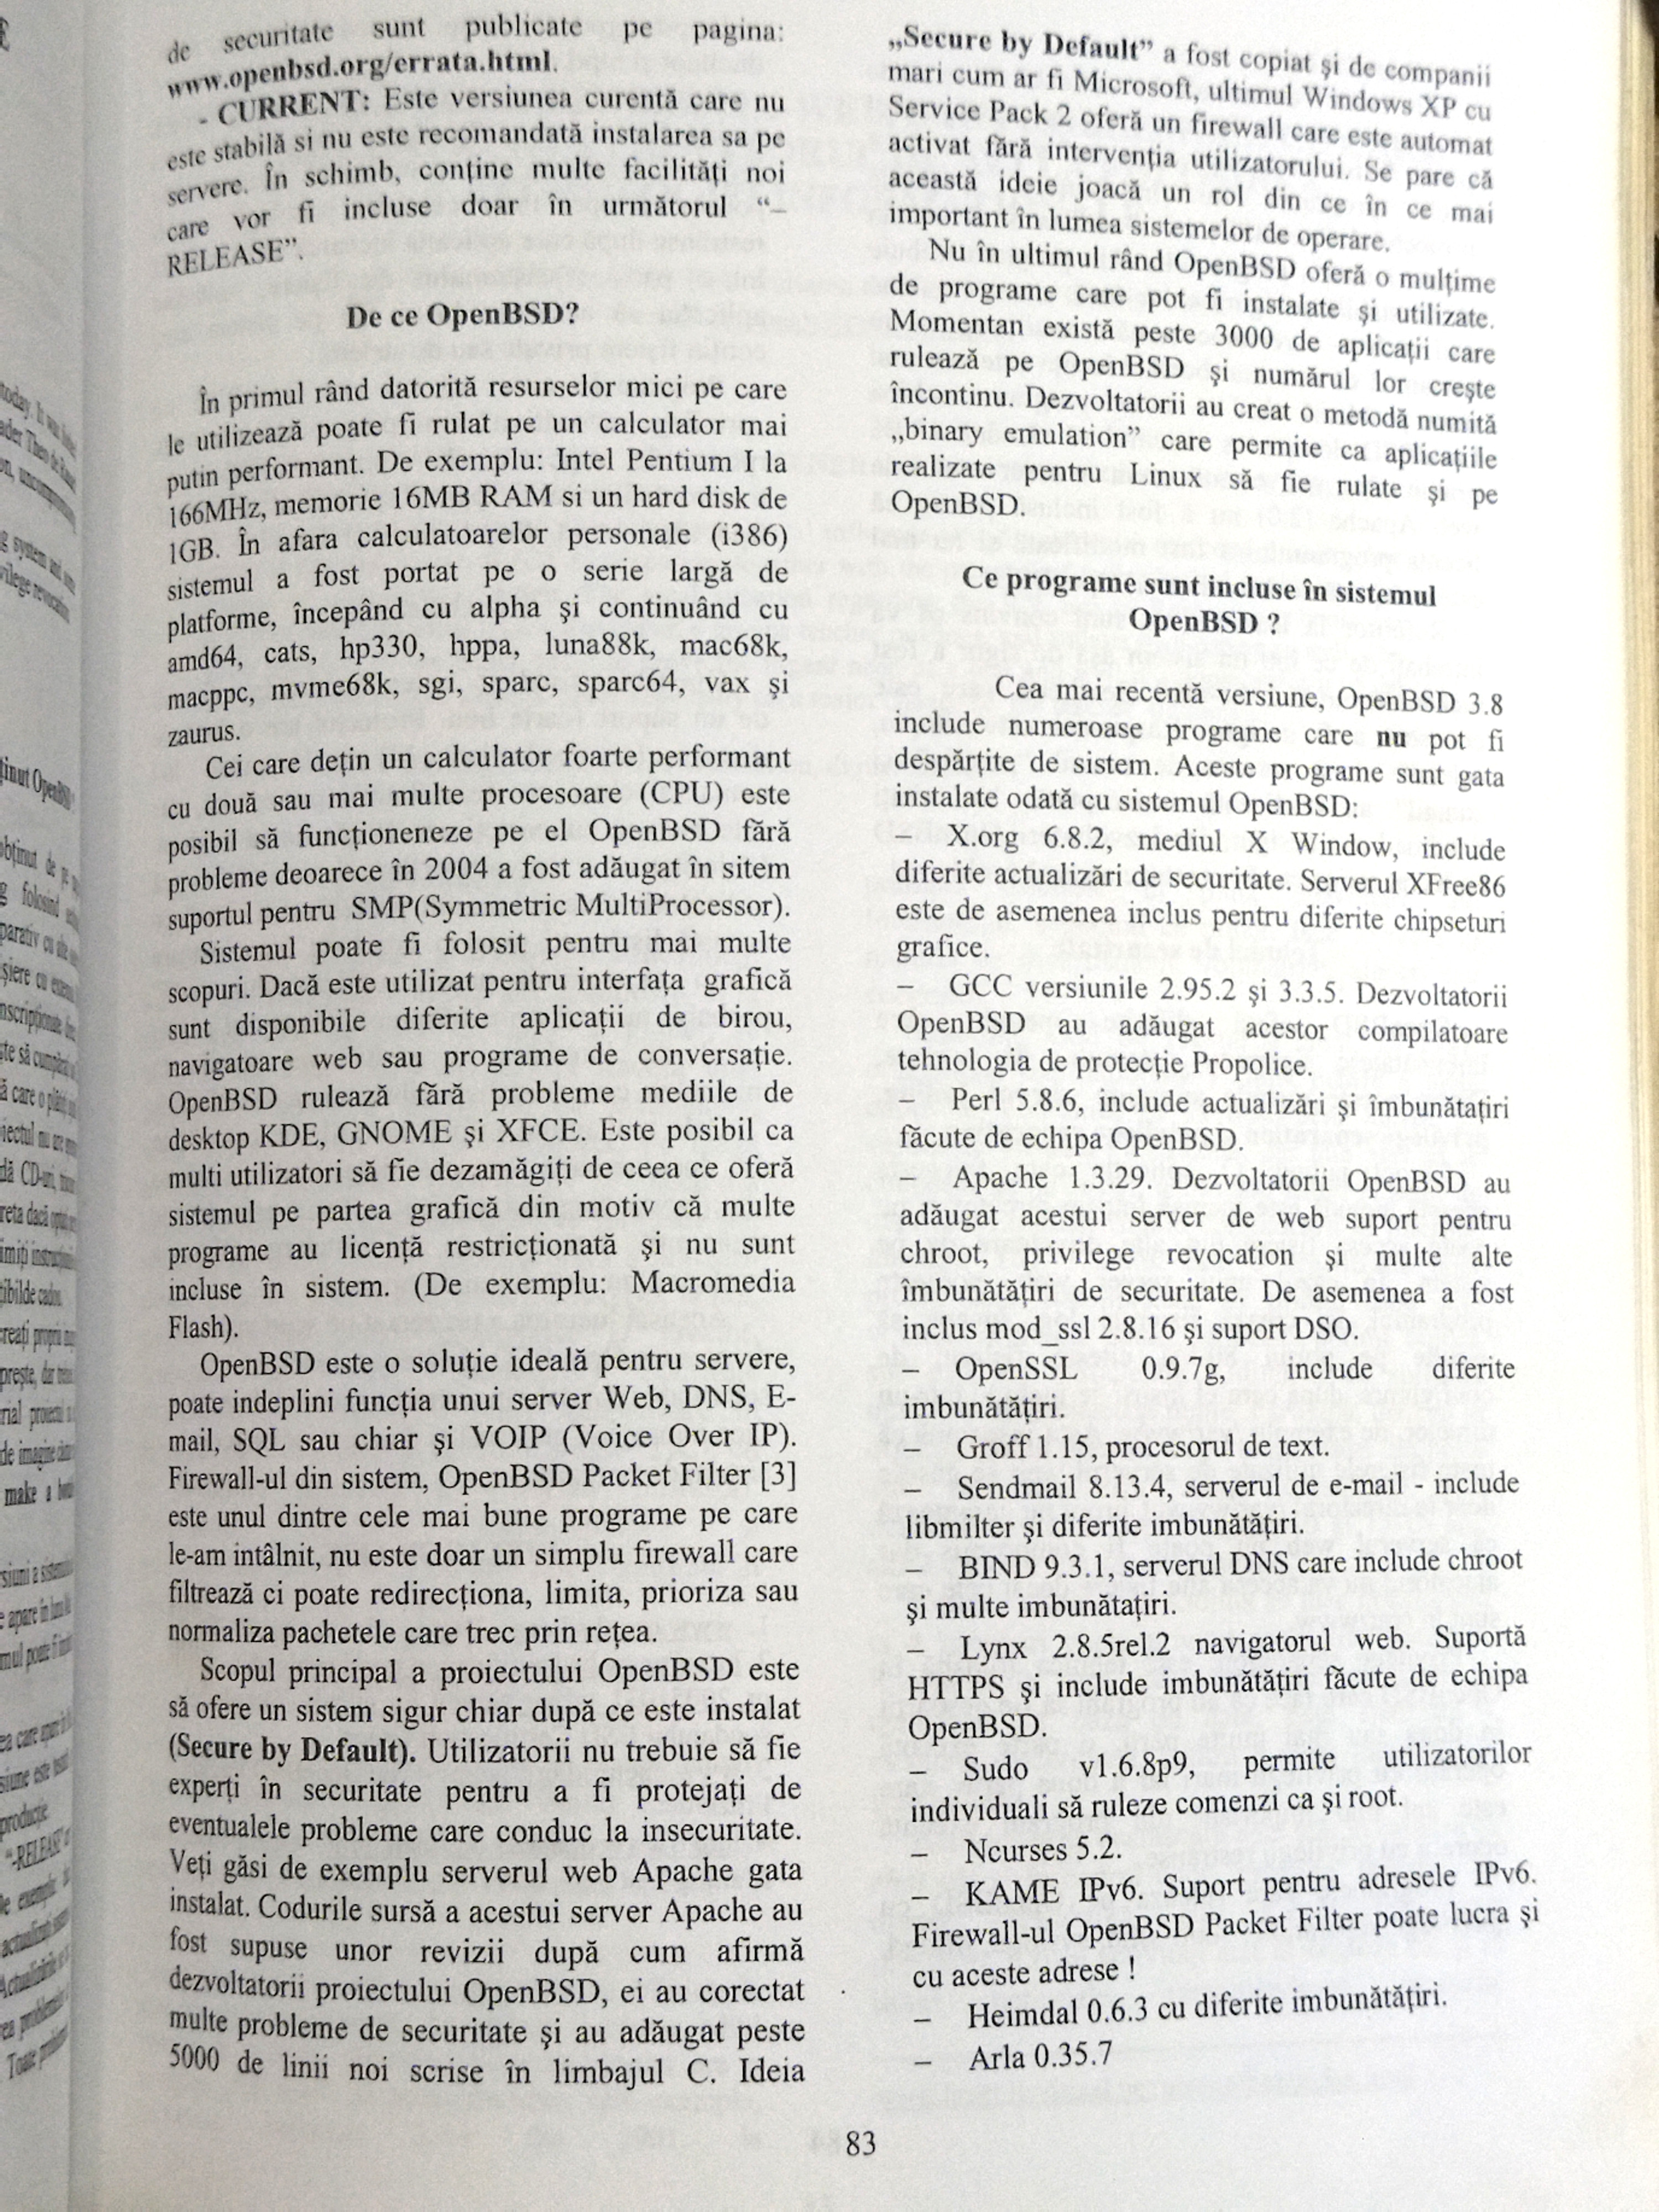 de securitate sunt publicate pe pagina:
www.openbsd.org/errata.html.
- CURRENT: Este versiunea curentă care nu
este stabilă si nu este recomandată instalarea sa pe
servere. În schimb, conţine multe facilităţi noi
care vor fi incluse doar în următorul “–
RELEASE”.
De ce OpenBSD?
În primul rând datorită resurselor mici pe care
le utilizează poate fi rulat pe un calculator mai
putin performant. De exemplu: Intel Pentium I la
166MHz, memorie 16MB RAM si un hard disk de
1GB. În afara calculatoarelor personale (i386)
sistemul a fost portat pe o serie largă de
platforme, începând cu alpha şi continuând cu
amd64, cats, hp330, hppa, luna88k, mac68k,
macppc, mvme68k, sgi, sparc, sparc64, vax şi
zaurus.
Cei care deţin un calculator foarte performant
cu două sau mai multe procesoare (CPU) este
posibil să funcţioneneze pe el OpenBSD fără
probleme deoarece în 2004 a fost adăugat în sitem
suportul pentru SMP(Symmetric MultiProcessor).
Sistemul poate fi folosit pentru mai multe
scopuri. Dacă este utilizat pentru interfaţa grafică
sunt disponibile diferite aplicaţii de birou,
navigatoare web sau programe de conversaţie.
OpenBSD rulează fără probleme mediile de
desktop KDE, GNOME şi XFCE. Este posibil ca
multi utilizatori să fie dezamăgiţi de ceea ce oferă
sistemul pe partea grafică din motiv că multe
programe au licenţă restricţionată şi nu sunt
incluse în sistem. (De exemplu: Macromedia
Flash).
OpenBSD este o soluţie ideală pentru servere,
poate indeplini funcţia unui server Web, DNS, E-
mail, SQL sau chiar şi VOIP (Voice Over IP).
Firewall-ul din sistem, OpenBSD Packet Filter [3]
este unul dintre cele mai bune programe pe care
le-am intâlnit, nu este doar un simplu firewall care
filtrează ci poate redirecţiona, limita, prioriza sau
normaliza pachetele care trec prin reţea.
Scopul principal a proiectului OpenBSD este
să ofere un sistem sigur chiar după ce este instalat
(Secure by Default). Utilizatorii nu trebuie să fie
experţi în securitate pentru a fi protejaţi de
eventualele probleme care conduc la insecuritate.
Veţi găsi de exemplu serverul web Apache gata
instalat. Codurile sursă a acestui server Apache au
fost supuse unor revizii după cum afirmă
dezvoltatorii proiectului OpenBSD, ei au corectat
multe probleme de securitate şi au adăugat peste
5000 de linii noi scrise în limbajul C. Ideia
„Secure by Default” a fost copiat şi de companii
mari cum ar fi Microsoft, ultimul Windows XP cu
Service Pack 2 oferă un firewall care este automat
activat fără intervenţia utilizatorului. Se pare că
această ideie joacă un rol din ce în ce mai
important în lumea sistemelor de operare.
Nu în ultimul rând OpenBSD oferă o mulţime
de programe care pot fi instalate şi utilizate.
Momentan există peste 3000 de aplicaţii care
rulează pe OpenBSD şi numărul lor creşte
încontinu. Dezvoltatorii au creat o metodă numită
„binary emulation” care permite ca aplicaţiile
realizate pentru Linux să fie rulate şi pe
OpenBSD.
Ce programe sunt incluse în sistemul
OpenBSD ?
Cea mai recentă versiune, OpenBSD 3.8
include numeroase programe care nu pot fi
despărţite de sistem. Aceste programe sunt gata
instalate odată cu sistemul OpenBSD:
– X.org 6.8.2, mediul X Window, include
diferite actualizări de securitate. Serverul XFree86
este de asemenea inclus pentru diferite chipseturi
grafice.
– GCC versiunile 2.95.2 şi 3.3.5. Dezvoltatorii
OpenBSD au adăugat acestor compilatoare
tehnologia de protecţie Propolice.
– Perl 5.8.6, include actualizări şi îmbunătaţiri
făcute de echipa OpenBSD.
– Apache 1.3.29. Dezvoltatorii OpenBSD au
adăugat acestui server de web suport pentru
chroot, privilege revocation şi multe alte
îmbunătăţiri de securitate. De asemenea a fost
inclus mod_ssl 2.8.16 şi suport DSO.
– OpenSSL 0.9.7g, include diferite
imbunătăţiri.
– Groff 1.15, procesorul de text.
– Sendmail 8.13.4, serverul de e-mail - include
libmilter şi diferite imbunătăţiri.
– BIND 9.3.1, serverul DNS care include chroot
şi multe imbunătaţiri.
– Lynx 2.8.5rel.2 navigatorul web. Suportă
HTTPS şi include imbunătăţiri făcute de echipa
OpenBSD.
– Sudo v1.6.8p9, permite utilizatorilor
individuali să ruleze comenzi ca şi root.
– Ncurses 5.2.
– KAME IPv6. Suport pentru adresele IPv6.
Firewall-ul OpenBSD Packet Filter poate lucra şi
cu aceste adrese !
– Heimdal 0.6.3 cu diferite imbunătăţiri.
– Arla 0.35.7
83